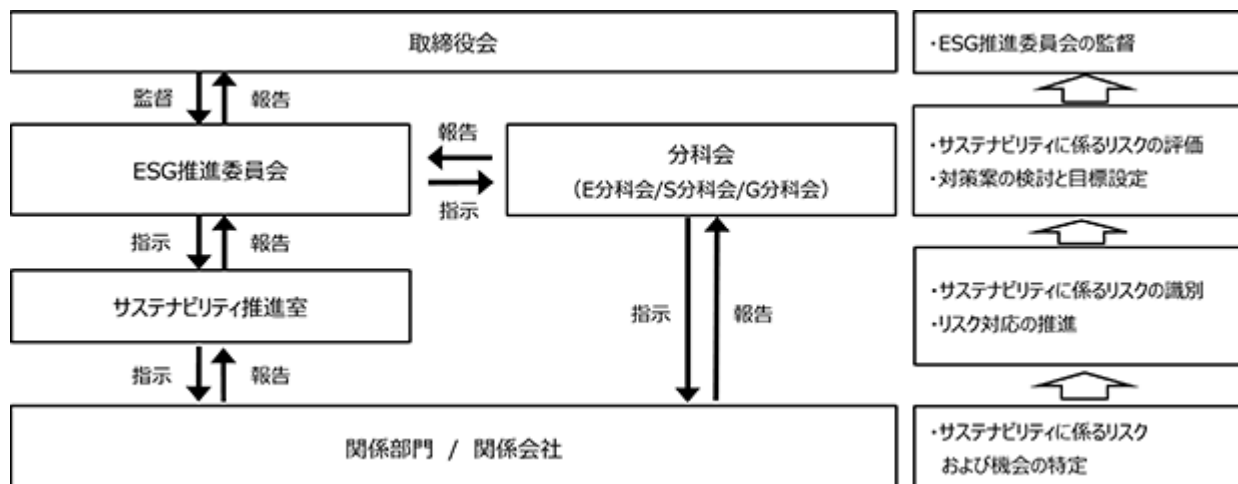 取締役会
・ESG推進委員会の監督
監督
報告
ESG推進委員会
報告
指示
分科会
（E分科会/S分科会/G分科会）
・サステナビリティに係るリスクの評価
・対策案の検討と目標設定
指示
報告
サステナビリティ推進室
指示
報告
・サステナビリティに係るリスクの識別
・リスク対応の推進
指示
報告
関係部門 / 関係会社
・サステナビリティに係るリスク
および機会の特定